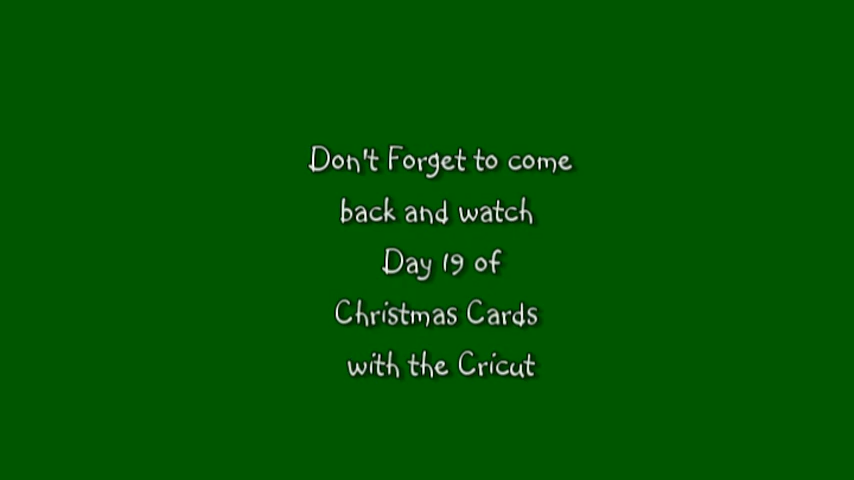 Don't Forget to come
back and watch
Day 19 of
Christmas Cards
with the Cricut